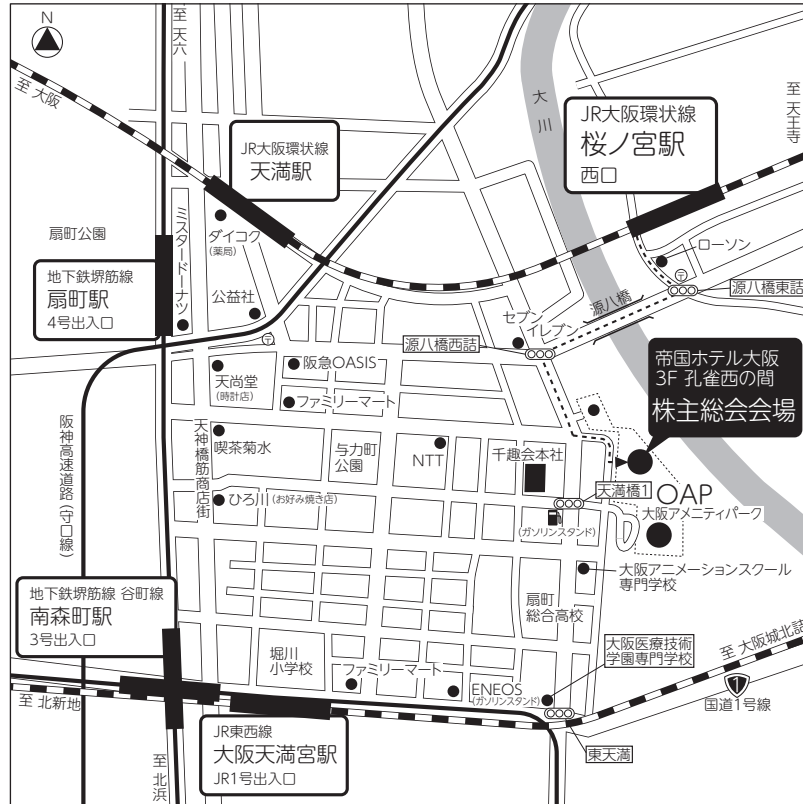 N
至 天六
至 大阪
JR大阪環状線
天満駅
大川
JR大阪環状線
桜ノ宮駅
西口
至 天王寺
扇町公園
ミスタードーナツ
ダイコク
(薬局)
公益社
地下鉄堺筋線
扇町駅
4号出入口
ローソン
〒
源八橋東詰
源八橋
セブン
イレブン
源八橋西詰
〒
阪急OASIS
天尚堂
(時計店)
ファミリーマート
帝国ホテル大阪
3F 孔雀西の間
株主総会会場
阪神高速道路(守口線)
天神橋筋商店街
喫茶菊水
与力町
公園
NTT
千趣会本社
天満橋1
OAP
大阪アメニティパーク
ひろ川(お好み焼き店)
(ガソリンスタンド)
大阪アニメーションスクール
専門学校
扇町
総合高校
地下鉄堺筋線 谷町線
南森町駅
3号出入口
堀川
小学校
ファミリーマート
ENEOS
(ガソリンスタンド)
大阪医療技術
学園専門学校
至 大阪城北詰
1
国道1号線
至 北新地
JR東西線
大阪天満宮駅
JR1号出入口
東天満
至 北浜